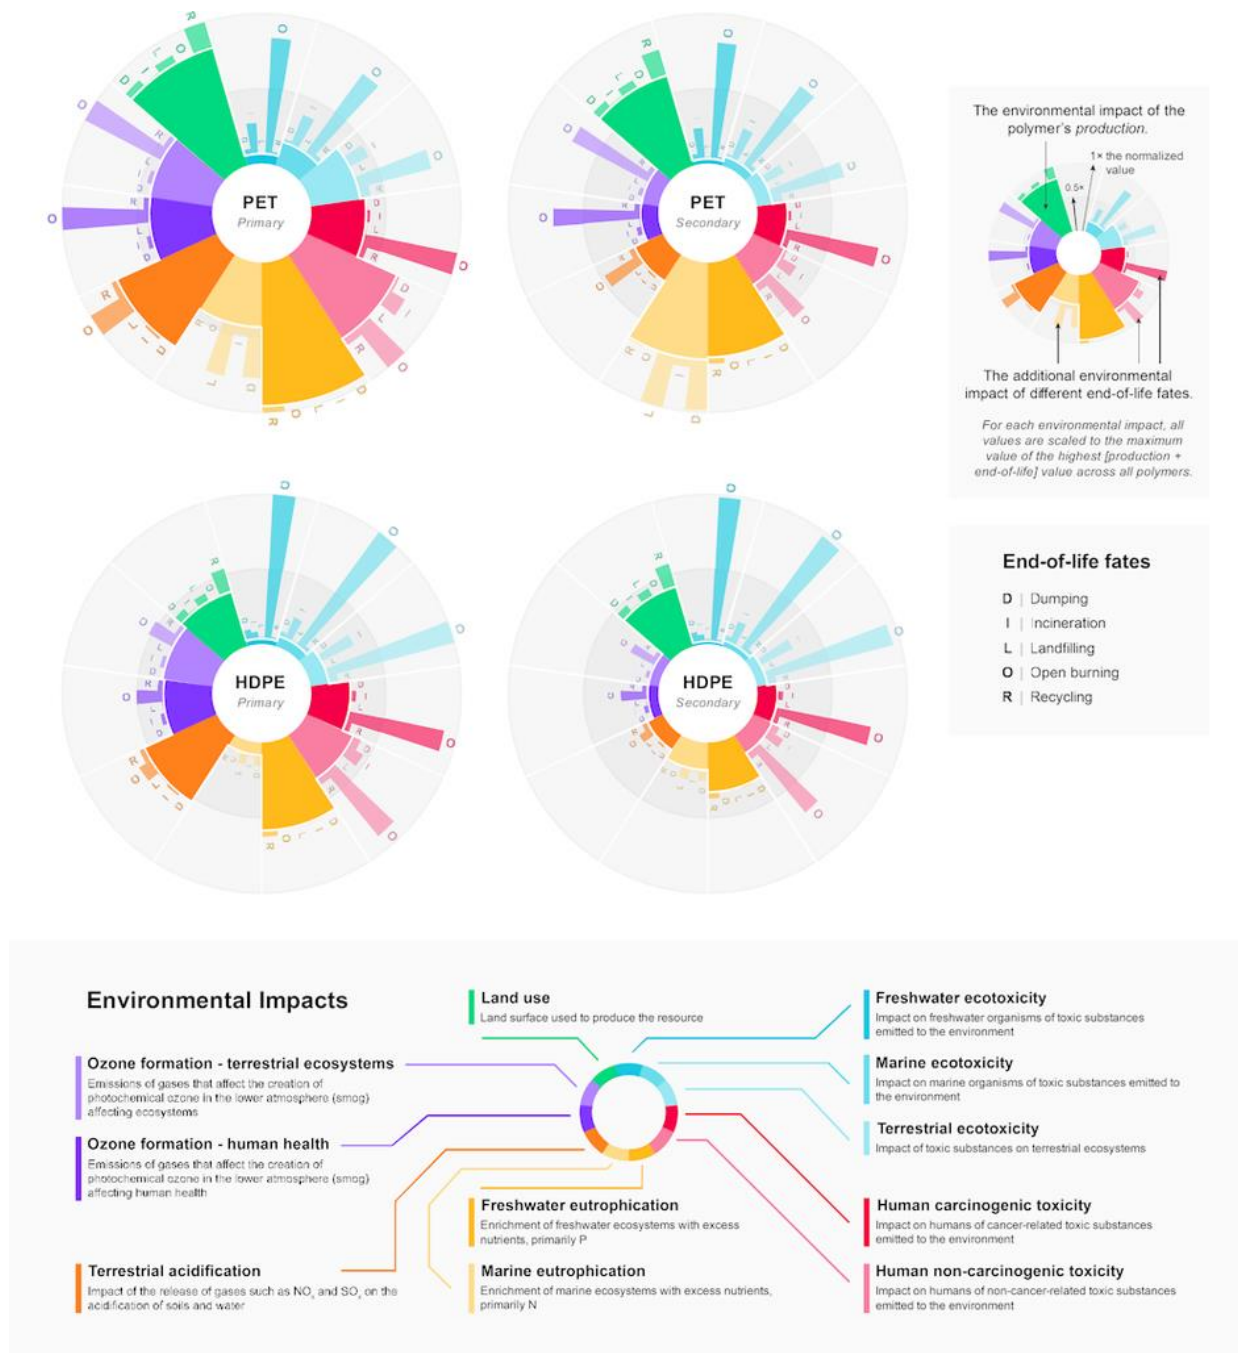 PET
Primary
PET
Secondary
The environmental impact of the
polymer's production.
1× the normalized
value
0.5×
The additional environmental
impact of different end-of-life fates.
For each environmental impact, all
values are scaled to the maximum
value of the highest [production +
end-of-life] value across all polymers.
HDPE
Primary
HDPE
Secondary
End-of-life fates
D | Dumping
I | Incineration
L | Landfilling
O | Open burning
R | Recycling
Environmental Impacts
Land use
Land surface used to produce the resource
Freshwater ecotoxicity
Impact on freshwater organisms of toxic substances
emitted to the environment
Ozone formation - terrestrial ecosystems
Emissions of gases that affect the creation of
photochemical ozone in the lower atmosphere (smog)
affecting ecosystems
Marine ecotoxicity
Impact on marine organisms of toxic substances emitted to
the environment
Ozone formation - human health
Emissions of gases that affect the creation of
photochemical ozone in the lower atmosphere (smog)
affecting human health
Terrestrial ecotoxicity
Impact of toxic substances on terrestrial ecosystems
Freshwater eutrophication
Enrichment of freshwater ecosystems with excess
nutrients, primarily P
Human carcinogenic toxicity
Impact on humans of cancer-related toxic substances
emitted to the environment
Terrestrial acidification
Impact of the release of gases such as NOx and SOx on the
acidification of soils and water
Marine eutrophication
Enrichment of marine ecosystems with excess nutrients,
primarily N
Human non-carcinogenic toxicity
Impact on humans of non-cancer-related toxic substances
emitted to the environment